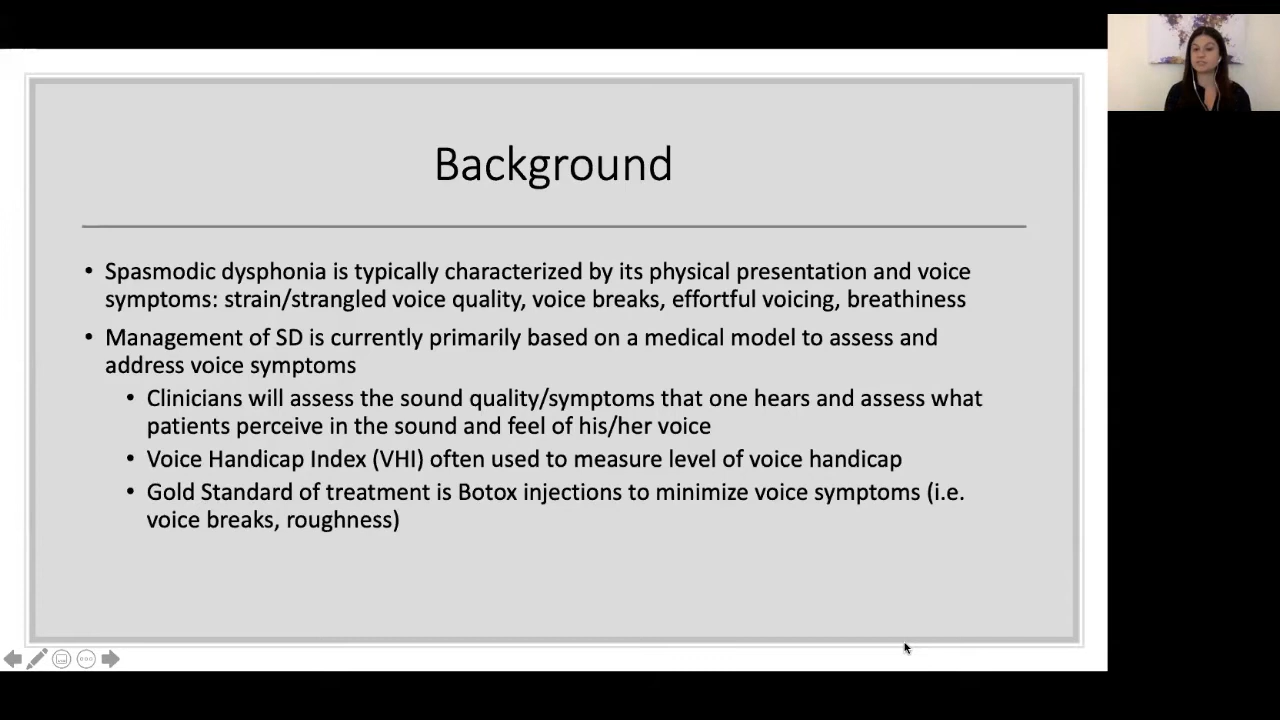 Background
• Spasmodic dysphonia is typically characterized by its physical presentation and voice
symptoms: strain/strangled voice quality, voice breaks, effortful voicing, breathiness
• Management of SD is currently primarily based on a medical model to assess and
address voice symptoms
• Clinicians will assess the sound quality/symptoms that one hears and assess what
patients perceive in the sound and feel of his/her voice
• Voice Handicap Index (VHI) often used to measure level of voice handicap
• Gold Standard of treatment is Botox injections to minimize voice symptoms (i.e.
voice breaks, roughness)